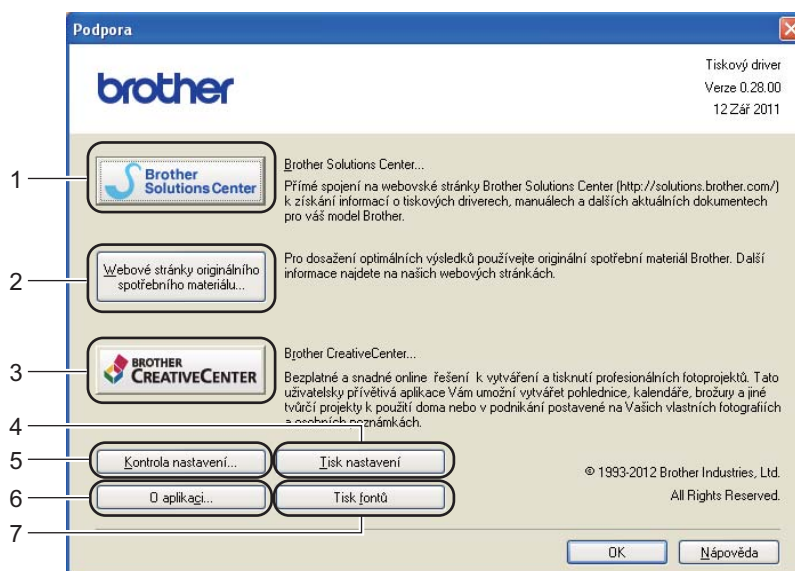 Podpora
brother
Tiskový driver
Verze 0.28.00
12 Zář 2011
1
Brother
Solutions Center
Brother Solutions Center...
Přímé spojení na webovské stránky Brother Solutions Center (http://solutions.brother.com/)
k získání informací o tiskových driverech, manuálech a dalších aktuálních dokumentech
pro váš model Brother.
2
Webové stránky originálního
spotřebního materiálu...
Pro dosažení optimálních výsledků používejte originální spotřební materiál Brother. Další
informace najdete na našich webových stránkách.
3
BROTHER
CREATIVECENTER
Brother CreativeCenter...
Bezplatné a snadné online řešení k vytváření a tisknutí profesionálních fotoprojektů. Tato
uživatelsky přívětivá aplikace Vám umožní vytvářet pohlednice, kalendáře, brožury a jiné
tvůrčí projekty k použití doma nebo v podnikání postavené na Vašich vlastních fotografiích
a osobních poznámkách.
4
5
Kontrola nastavení...
Tisk nastavení
6
O aplikaci...
Tisk fontů
7
© 1993-2012 Brother Industries, Ltd.
All Rights Reserved.
OK
Nápověda